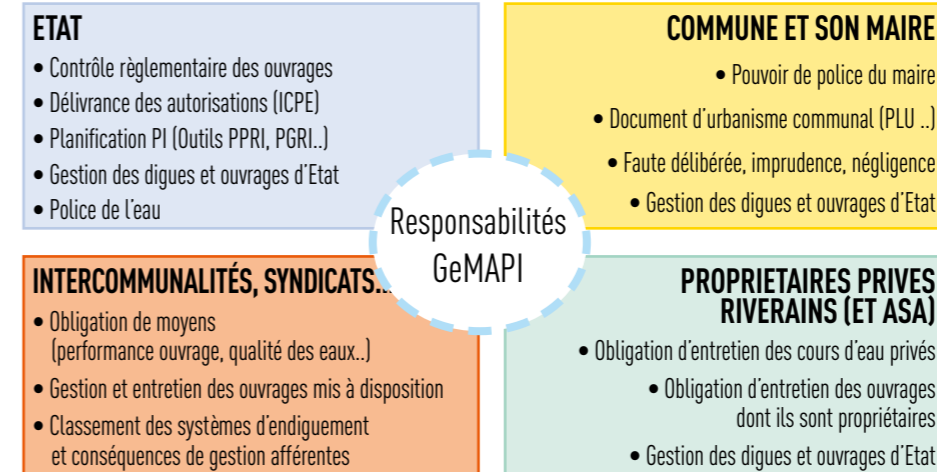 ETAT
• Contrôle règlementaire des ouvrages
• Délivrance des autorisations (ICPE)
• Planification PI (Outils PPRI, PGRI..)
• Gestion des digues et ouvrages d'Etat
• Police de l'eau
COMMUNE ET SON MAIRE
• Pouvoir de police du maire
• Document d'urbanisme communal (PLU ..)
• Faute délibérée, imprudence, négligence
• Gestion des digues et ouvrages d'Etat
Responsabilités
GeMAPI
INTERCOMMUNALITÉS, SYNDICATS..
• Obligation de moyens
(performance ouvrage, qualité des eaux..)
• Gestion et entretien des ouvrages mis à disposition
• Classement des systèmes d'endiguement
et conséquences de gestion afférentes
PROPRIETAIRES PRIVES
RIVERAINS (ET ASA)
• Obligation d'entretien des cours d'eau privés
• Obligation d'entretien des ouvrages
dont ils sont propriétaires
• Gestion des digues et ouvrages d'Etat